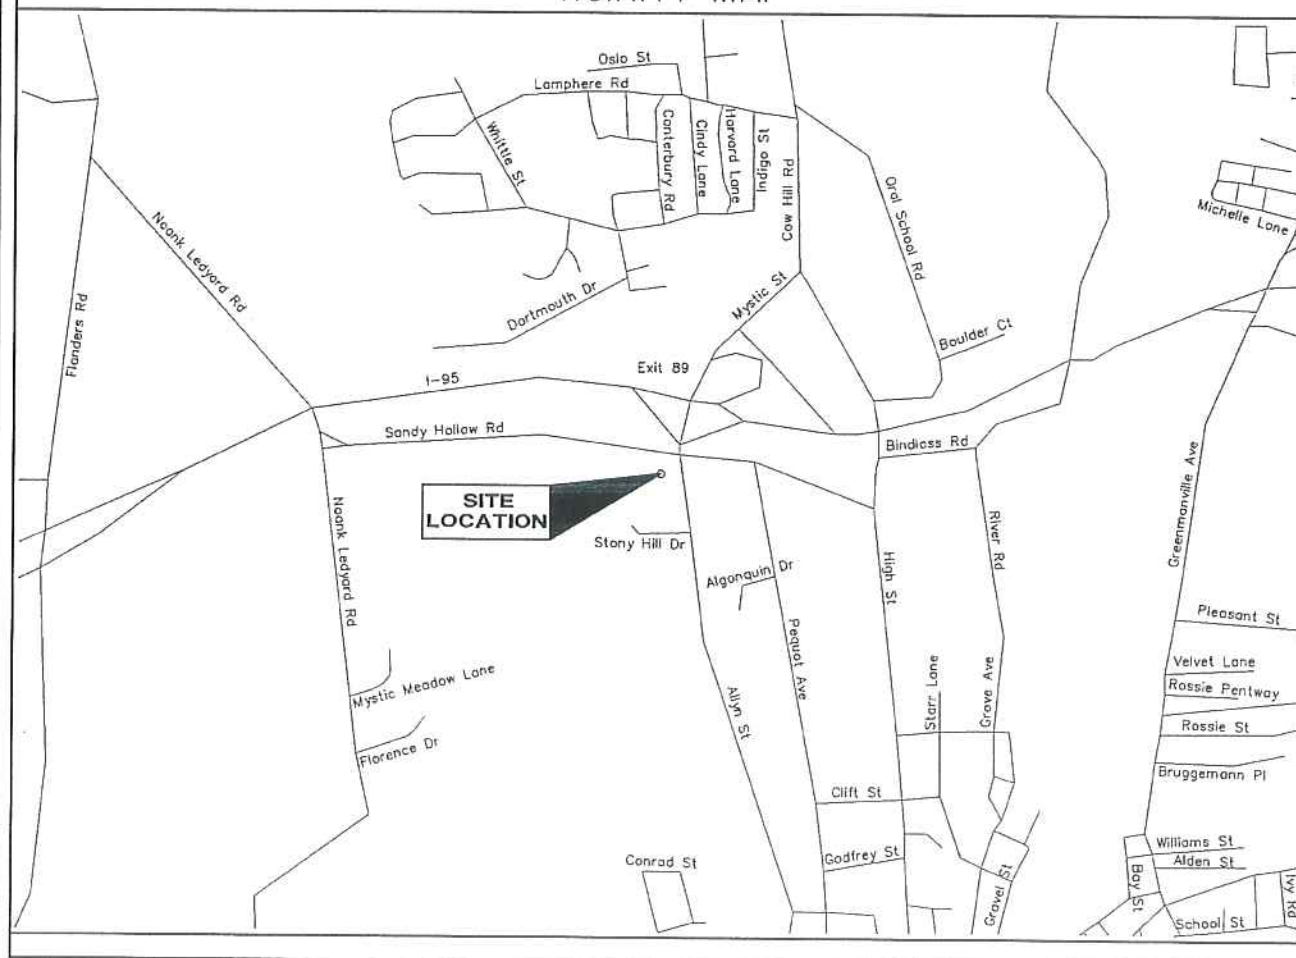 Oslo St
Lamphere Rd
Whittle St
Canterbury Rd
Cindy Lane
Harvard Lane
Indigo St
Cow Hill Rd
Oral School Rd
Michelle Lane
Noank Ledyard Rd
Flanders Rd
Dartmouth Dr
Mystic St
Boulder Ct
Exit 89
I-95
Sandy Hollow Rd
Bindloss Rd
SITE
LOCATION
Stony Hill Dr
Noank Ledyard Rd
Algonquin Dr
High St
River Rd
Greenmanville Ave
Pleasant St
Pequot Ave
Allyn St
Starr Lane
Grove Ave
Velvet Lane
Rossie Pentway
Rossie St
Bruggemann Pl
Mystic Meadow Lane
Florence Dr
Clift St
Godfrey St
Conrad St
Gravel St
Williams St
Alden St
Bay St
Ivy Rd
School St